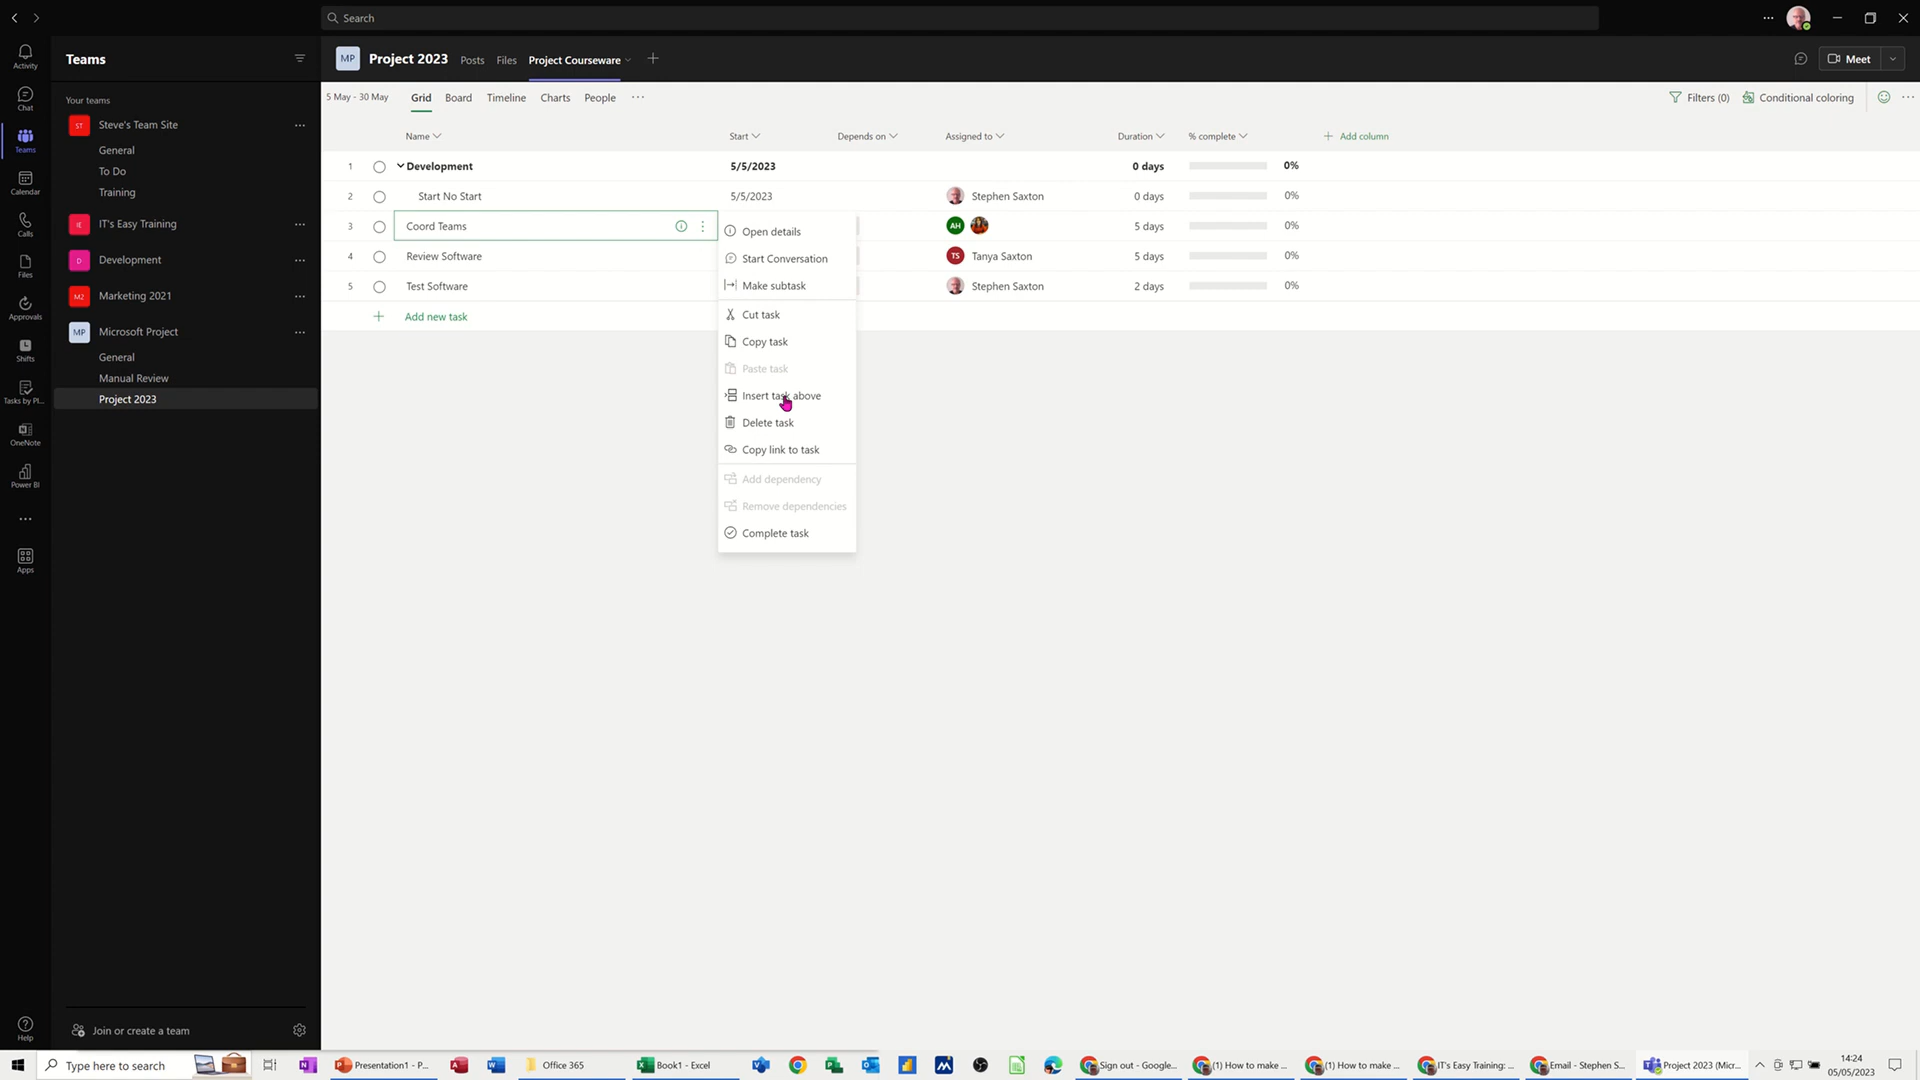 Search
Activity
Chat
Teams
Calendar
Calls
Files
Approvals
Shifts
Tasks by Pl...
OneNote
Power BI
Apps
Help
Teams
Your teams
ST Steve's Team Site
General
To Do
Training
IE IT's Easy Training
D Development
M2 Marketing 2021
MP Microsoft Project
General
Manual Review
Project 2023
Join or create a team
MP Project 2023 Posts Files Project Courseware
Meet
5 May - 30 May Grid Board Timeline Charts People
Filters (0) Conditional coloring
Name Start Depends on Assigned to Duration % complete Add column
1 Development 5/5/2023 0 days 0%
2 Start No Start 5/5/2023 Stephen Saxton 0 days 0%
3 Coord Teams AH 5 days 0%
4 Review Software TS Tanya Saxton 5 days 0%
5 Test Software Stephen Saxton 2 days 0%
Add new task
Open details
Start Conversation
Make subtask
Cut task
Copy task
Paste task
Insert task above
Delete task
Copy link to task
Add dependency
Remove dependencies
Complete task
Type here to search
Presentation1 - P...
Office 365
Book1 - Excel
Sign out - Google...
(1) How to make ...
(1) How to make ...
IT's Easy Training: ...
Email - Stephen S...
Project 2023 (Micr...
14:24
05/05/2023